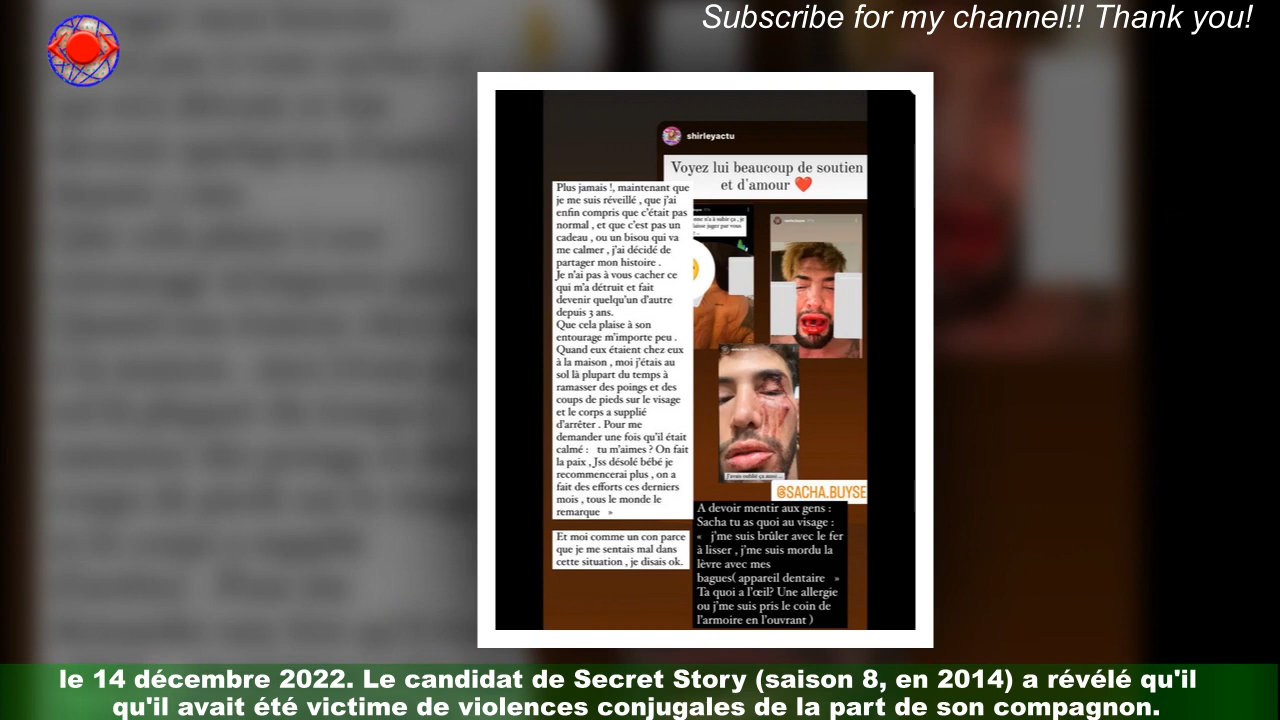 Subscribe for my channel!! Thank you!
shirleyactu
Voyez lui beaucoup de soutien
et d'amour ❤️
Plus jamais !, maintenant que
je me suis réveillé , que j'ai
enfin compris que c'était pas
normal , et que c'est pas un
cadeau , ou un bisou qui va
me calmer , j'ai décidé de
partager mon histoire .
Je n'ai pas à vous cacher ce
qui m'a détruit et fait
devenir quelqu'un d'autre
depuis 3 ans.
Que cela plaise à son
entourage m'importe peu .
Quand eux étaient chez eux
à la maison , moi j'étais au
sol là plupart du temps à
ramasser des poings et des
coups de pieds sur le visage
et le corps a supplié
d'arrêter . Pour me
demander une fois qu'il était
calmé : tu m'aimes ? On fait
la paix , Jss désolé bébé je
recommencerai plus , on a
fait des efforts ces derniers
mois , tous le monde le
remarque »
Et moi comme un con parce
que je me sentais mal dans
cette situation , je disais ok.
J'avais oublié ça aussi...
@SACHA.BUYSE
A devoir mentir aux gens :
Sacha tu as quoi au visage :
« j'me suis brûler avec le fer
à lisser , j'me suis mordu la
lèvre avec mes
bagues( appareil dentaire »
Ta quoi a l'œil? Une allergie
ou j'me suis pris le coin de
l'armoire en l'ouvrant )
le 14 décembre 2022. Le candidat de Secret Story (saison 8, en 2014) a révélé qu'il
qu'il avait été victime de violences conjugales de la part de son compagnon.